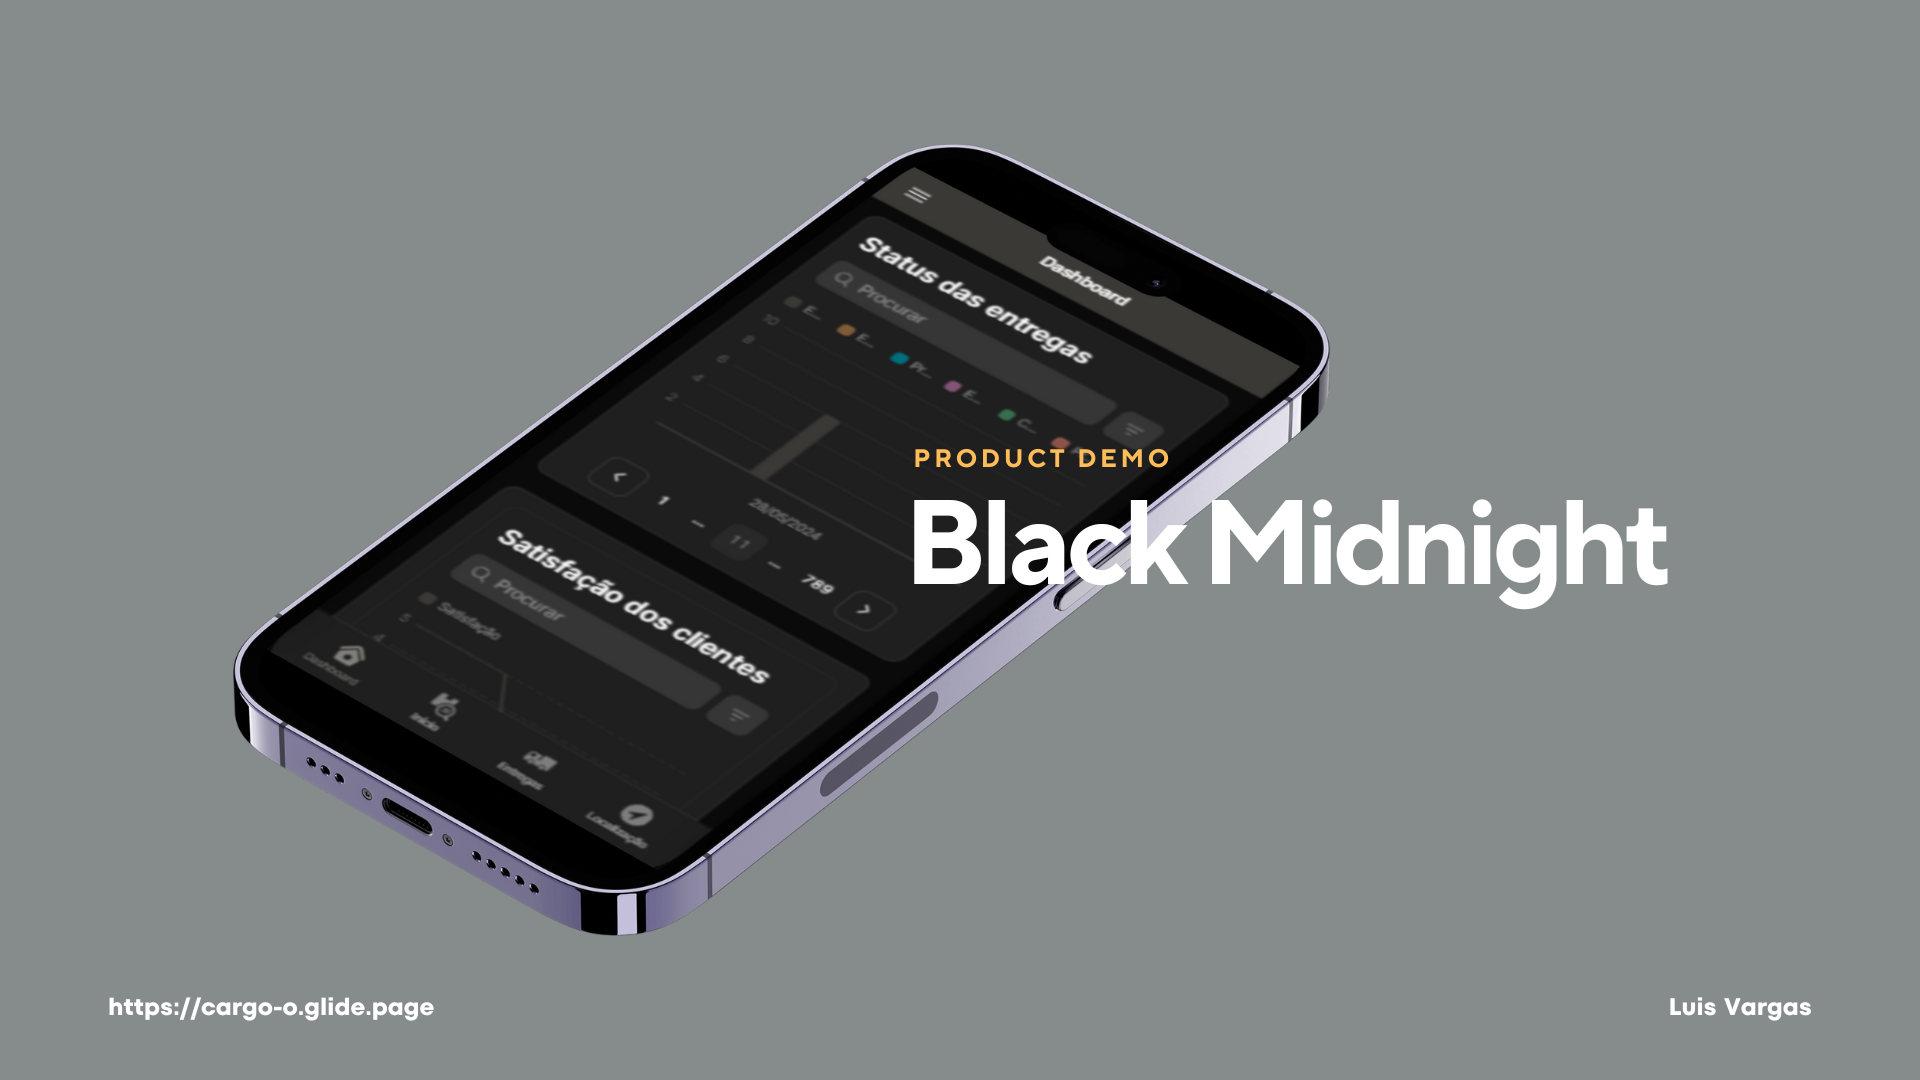 Dashboard
Status das entregas
Procurar
E...
E...
Pr...
E...
C...
10
8
6
4
2
28/05/2024
1
–
11
–
789
Satisfação dos clientes
Procurar
Satisfação
5
4
Dashboard
Início
Entregas
Localização
PRODUCT DEMO
Black Midnight
https://cargo-o.glide.page
Luis Vargas